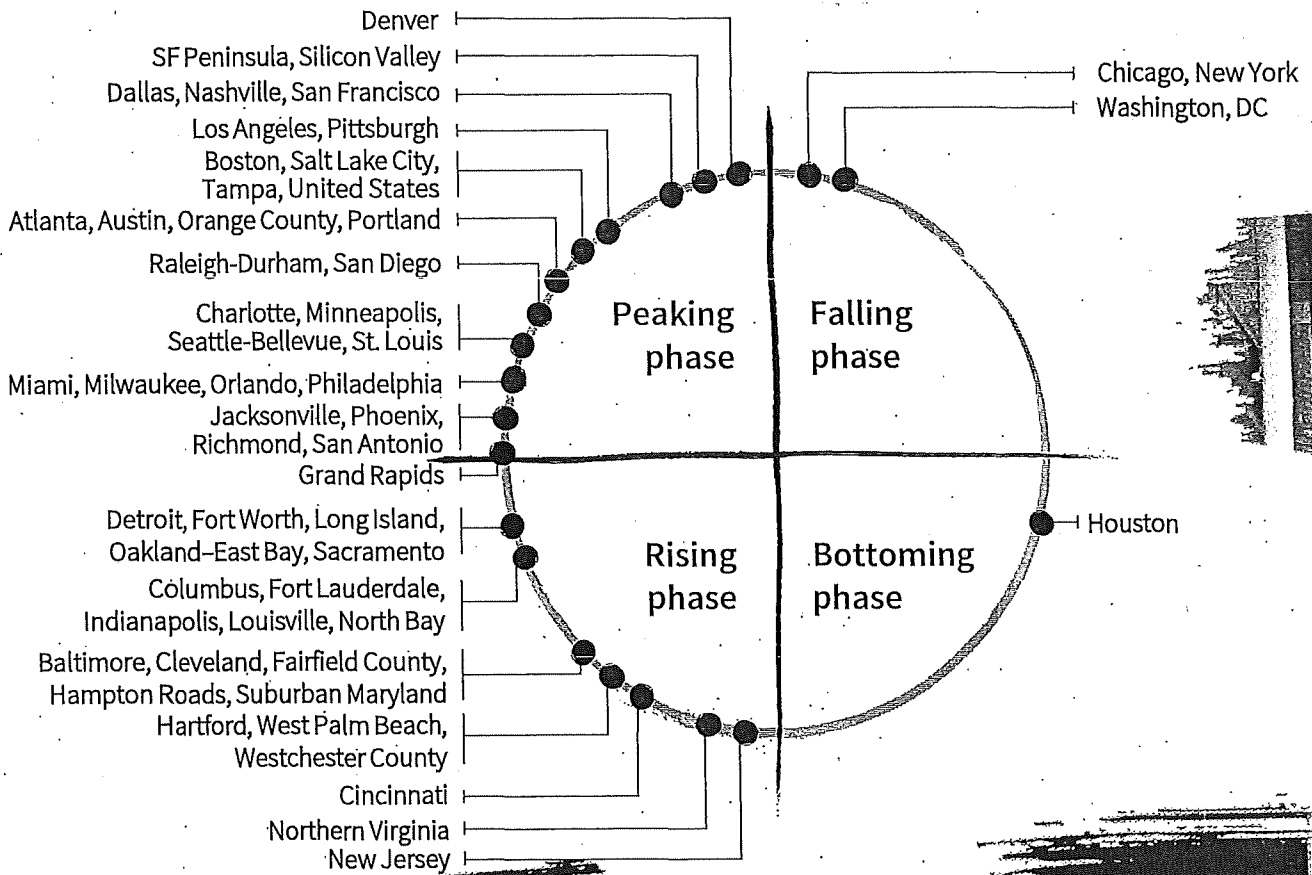 Denver
SF Peninsula, Silicon Valley
Dallas, Nashville, San Francisco
Los Angeles, Pittsburgh
Boston, Salt Lake City,
Tampa, United States
Atlanta, Austin, Orange County, Portland
Raleigh-Durham, San Diego
Charlotte, Minneapolis,
Seattle-Bellevue, St. Louis
Miami, Milwaukee, Orlando, Philadelphia
Jacksonville, Phoenix,
Richmond, San Antonio
Grand Rapids
Detroit, Fort Worth, Long Island,
Oakland–East Bay, Sacramento
Columbus, Fort Lauderdale,
Indianapolis, Louisville, North Bay
Baltimore, Cleveland, Fairfield County,
Hampton Roads, Suburban Maryland
Hartford, West Palm Beach,
Westchester County
Cincinnati
Northern Virginia
New Jersey
Peaking
phase
Falling
phase
Rising
phase
Bottoming
phase
Chicago, New York
Washington, DC
Houston